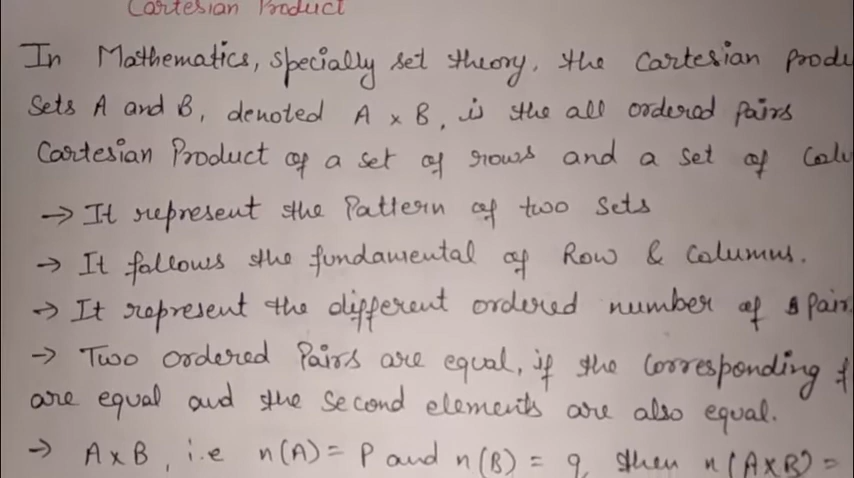 Cartesian Product
In Mathematics, specially set theory, the Cartesian Produ
Sets A and B, denoted A × B, is the all ordered pairs
Cartesian Product of a set of rows and a set of Colu
→ It represent the Pattern of two Sets
→ It follows the fundamental of Row & Columns.
→ It represent the different ordered number of Pair
→ Two ordered Pairs are equal, if the Corresponding f
are equal and the Second elements are also equal.
→ A×B, i.e n(A) = P and n(B) = q, then n(A×B) =